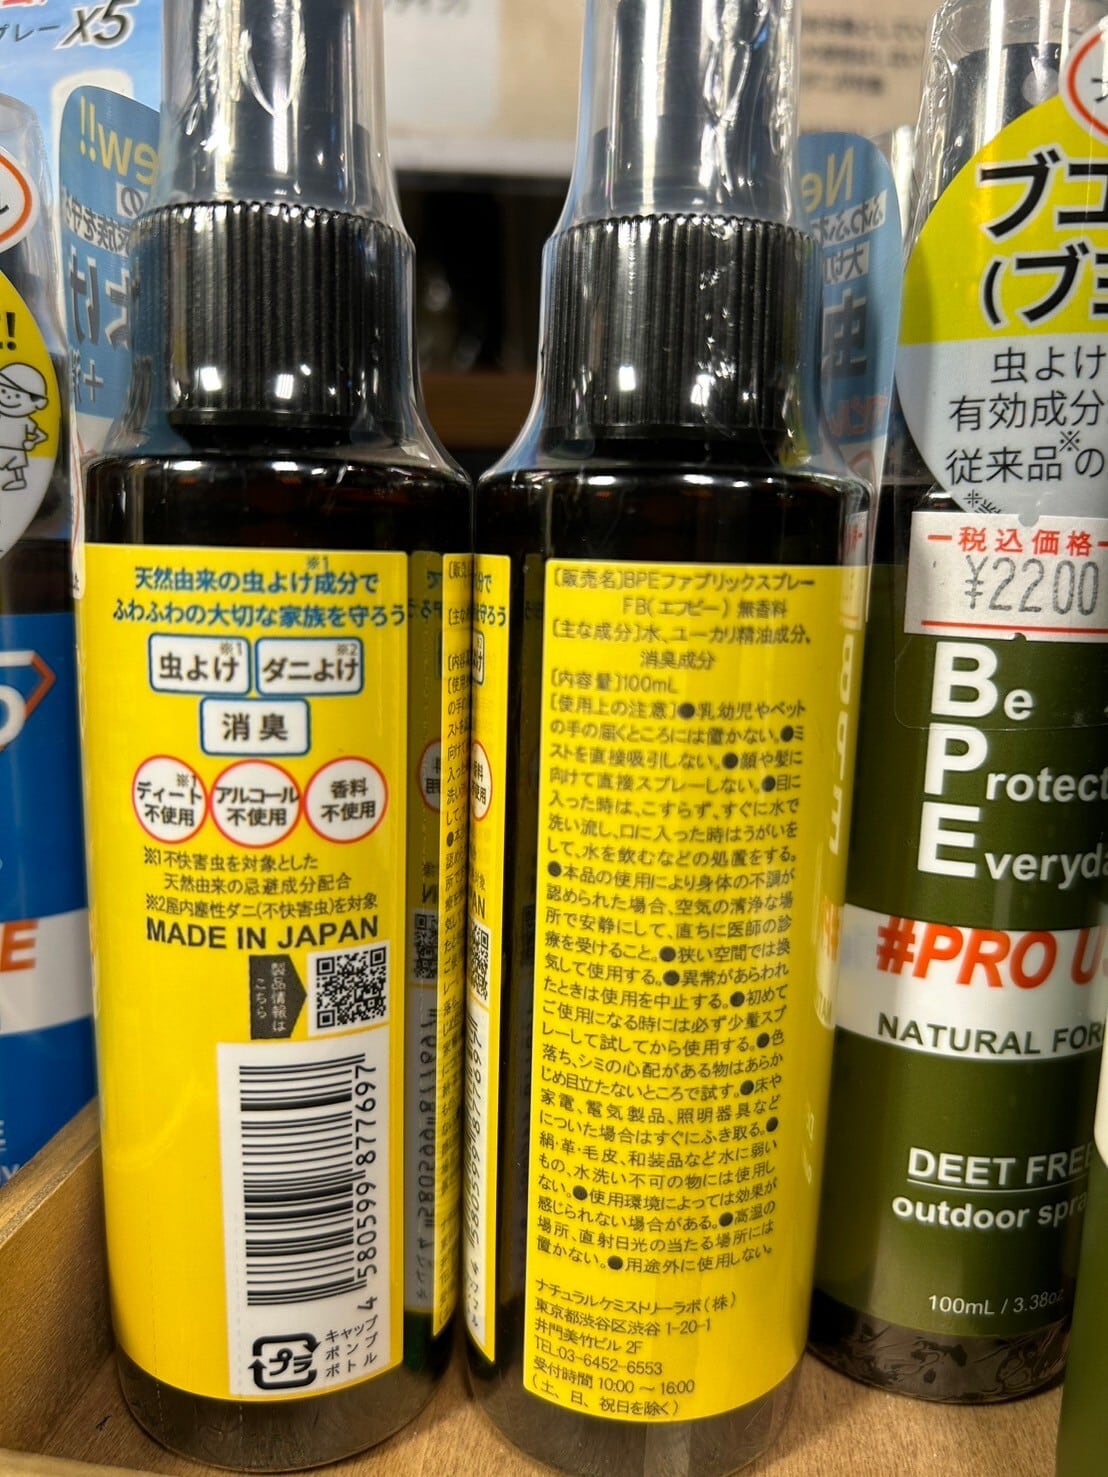 プレー x5
New!!
※1
天然由来の虫よけ成分で
ふわふわの大切な家族を守ろう
虫よけ※1
ダニよけ※2
消臭
ディート※1
不使用
アルコール
不使用
香料
不使用
※1不快害虫を対象とした
天然由来の忌避成分配合
※2屋内塵性ダニ(不快害虫)を対象
MADE IN JAPAN
製品情報は
こちら
4 580599 877697
プラ
キャップ
ポンプ
ボトル
[販売名]BPEファブリックスプレー
FB(エフビー) 無香料
[主な成分]水、ユーカリ精油成分、
消臭成分
[内容量]100mL
[使用上の注意]●乳幼児やペット
の手の届くところには置かない。●ミ
ストを直接吸引しない。●顔や髪に
向けて直接スプレーしない。●目に
入った時は、こすらず、すぐに水で
洗い流し、口に入った時はうがいを
して、水を飲むなどの処置をする。
●本品の使用により身体の不調が
認められた場合、空気の清浄な場
所で安静にして、直ちに医師の診
療を受けること。●狭い空間では換
気して使用する。●異常があらわれ
たときは使用を中止する。●初めて
ご使用になる時には必ず少量スプ
レーして試してから使用する。●色
落ち、シミの心配がある物はあらか
じめ目立たないところで試す。●床や
家電、電気製品、照明器具など
についた場合はすぐにふき取る。●
絹・革・毛皮、和装品など水に弱い
もの、水洗い不可の物には使用し
ない。●使用環境によっては効果が
感じられない場合がある。●高温の
場所、直射日光の当たる場所には
置かない。●用途外に使用しない。
ナチュラルケミストリーラボ(株)
東京都渋谷区渋谷 1-20-1
井門美竹ビル 2F
TEL.03-6452-6553
受付時間 10:00 ～ 16:00
(土、日、祝日を除く)
New
ブユ
(ブヨ
虫よけ
有効成分
従来品※の
税込価格
¥2200
Be
Protect
Everyda
#PRO U
NATURAL FOR
DEET FREE
outdoor spra
100mL / 3.38oz